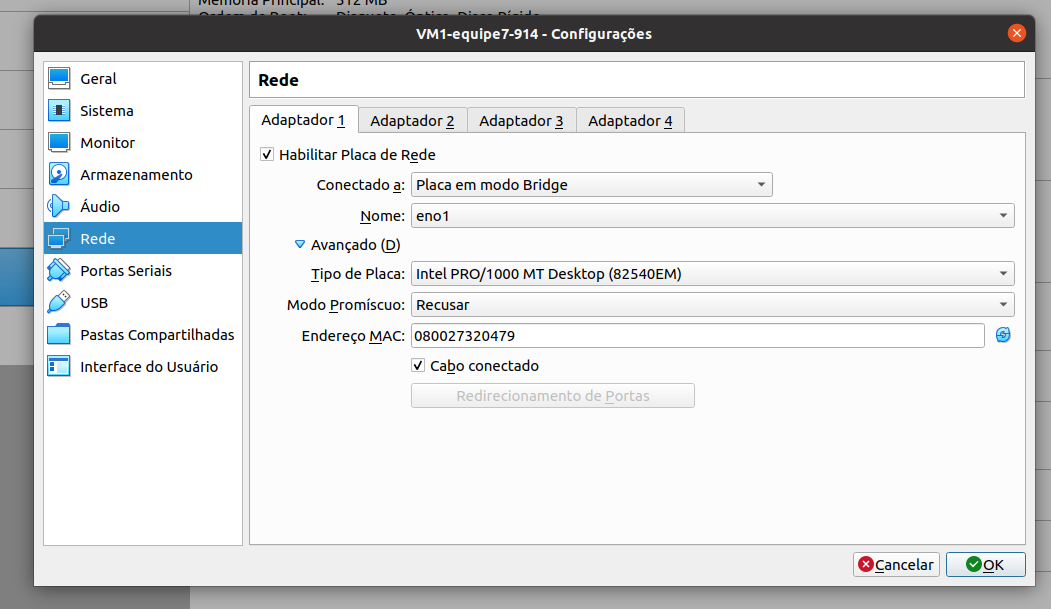 Memória Principal: 512 MB
Ordem de Boot: Disquete, Óptico, Disco Rígido
VM1-equipe7-914 - Configurações
Geral
Sistema
Monitor
Armazenamento
Áudio
Rede
Portas Seriais
USB
Pastas Compartilhadas
Interface do Usuário
Rede
Adaptador 1 Adaptador 2 Adaptador 3 Adaptador 4
Habilitar Placa de Rede
Conectado a: Placa em modo Bridge
Nome: eno1
Avançado (D)
Tipo de Placa: Intel PRO/1000 MT Desktop (82540EM)
Modo Promíscuo: Recusar
Endereço MAC: 080027320479
Cabo conectado
Redirecionamento de Portas
Cancelar OK